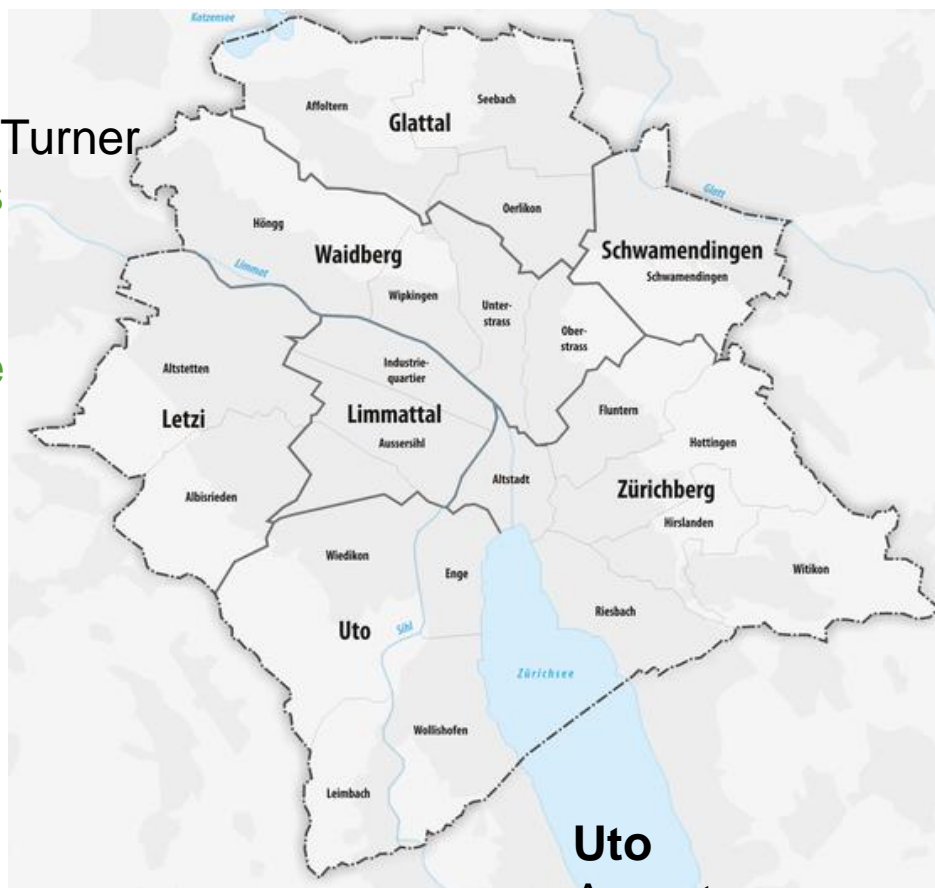 Katzensee
Affoltern
Seebach
Glattal
Turner
Oerlikon
Glatt
Höngg
Waidberg
Schwamendingen
Schwamendingen
Limmat
Wipkingen
Unter-
strass
Ober-
strass
Altstetten
Industrie-
quartier
Letzi
Limmattal
Aussersihl
Fluntern
Hottingen
Altstadt
Zürichberg
Albisrieden
Hirslanden
Wiedikon
Enge
Witikon
Riesbach
Uto
Sihl
Zürichsee
Wollishofen
Leimbach
Uto